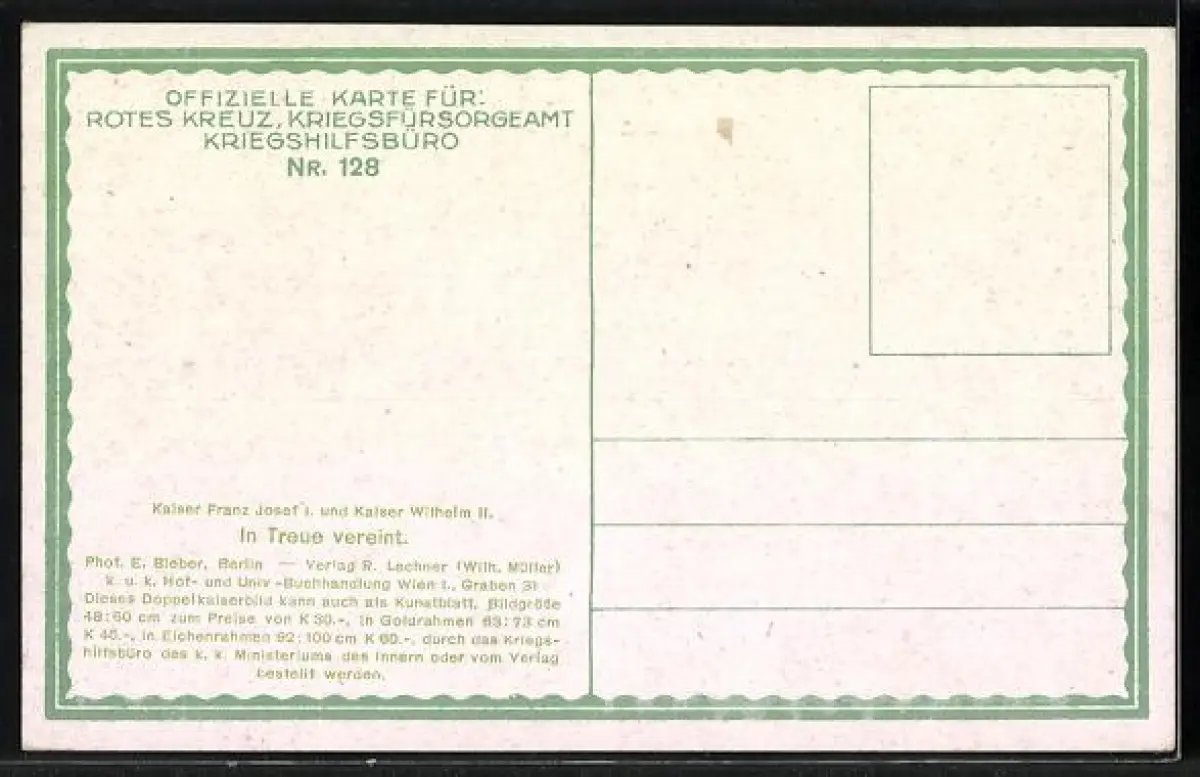 OFFIZIELLE KARTE FÜR:
ROTES KREUZ, KRIEGSFÜRSORGEAMT
KRIEGSHILFSBÜRO
NR. 128
Kaiser Franz Josef I. und Kaiser Wilhelm II.
In Treue vereint.
Phot. E. Bieber, Berlin — Verlag R. Lechner (Wilh. Müller)
k. u. k. Hof- und Univ.-Buchhandlung Wien I., Graben 31
Dieses Doppelkaiserbild kann auch als Kunstblatt, Bildgröße
48:60 cm zum Preise von K 30.-, in Goldrahmen 63:73 cm
K 45.-, in Eichenrahmen 92:100 cm K 60.-, durch das Kriegs-
hilfsbüro des k. k. Ministeriums des Innern oder vom Verlag
bestellt werden.